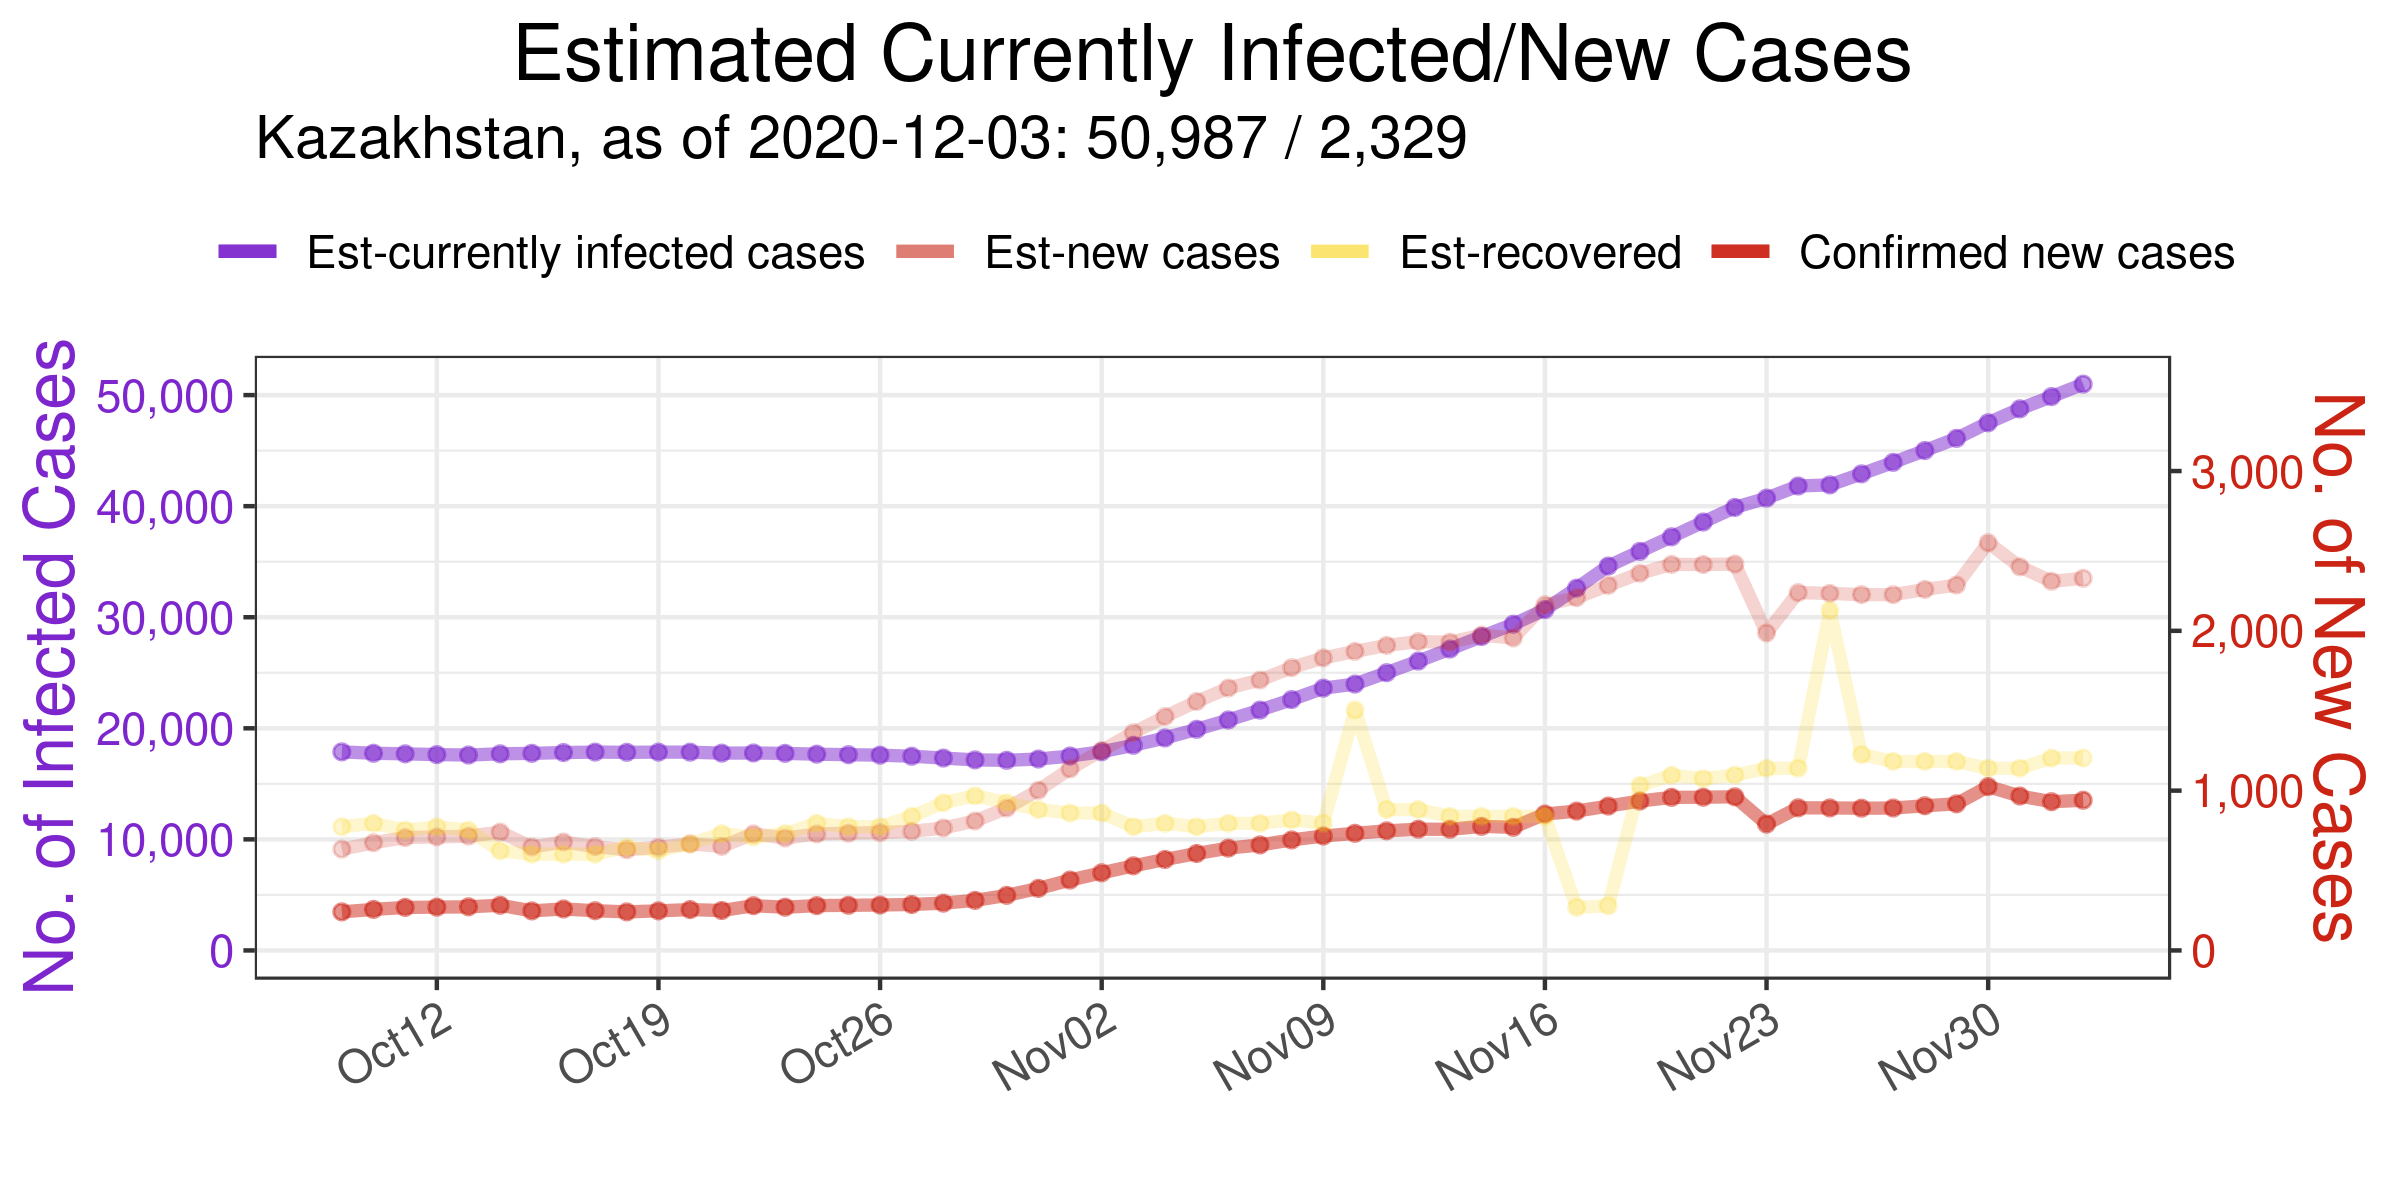 Estimated Currently Infected/New Cases
Kazakhstan, as of 2020-12-03: 50,987 / 2,329
Est-currently infected cases
Est-new cases
Est-recovered
Confirmed new cases
No. of Infected Cases
50,000
40,000
30,000
20,000
10,000
0
3,000
2,000
1,000
0
No. of New Cases
Oct12
Oct19
Oct26
Nov02
Nov09
Nov16
Nov23
Nov30